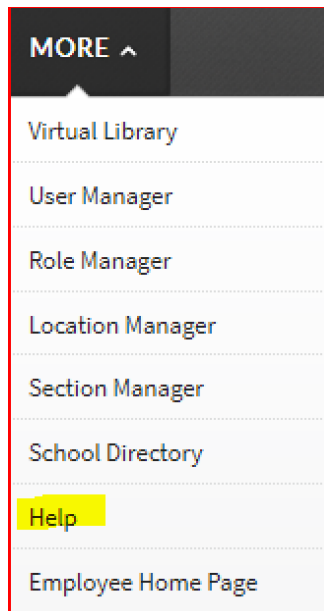 MORE
Virtual Library
User Manager
Role Manager
Location Manager
Section Manager
School Directory
Help
Employee Home Page